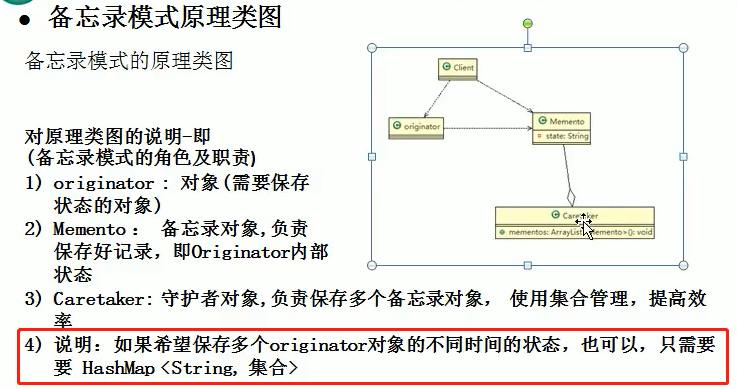 备忘录模式原理类图
备忘录模式的原理类图
Client
originator
Memento
state: String
mementos: ArrayList
memento>(): void
对原理类图的说明-即
(备忘录模式的角色及职责)
1) originator : 对象(需要保存
状态的对象)
2) Memento : 备忘录对象,负责
保存好记录，即Originator内部
状态
3) Caretaker: 守护者对象,负责保存多个备忘录对象， 使用集合管理，提高效
率
4) 说明：如果希望保存多个originator对象的不同时间的状态，也可以，只需要
要 HashMap <String, 集合>